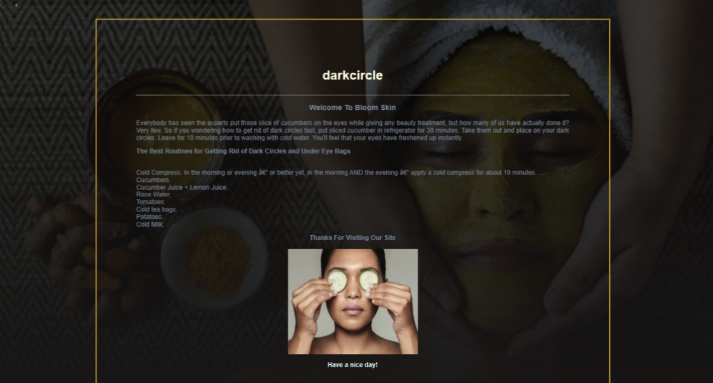 darkcircle
Welcome To Bloom Skin
Everybody has seen the experts put those slice of cucumbers on the eyes while giving any beauty treatment, but how many of us have actually done it?
Very few. So if you wondering how to get rid of dark circles fast, put sliced cucumber in refrigerator for 30 minutes. Take them out and place on your dark
circles. Leave for 10 minutes prior to washing with cold water. You'll feel that your eyes have freshened up instantly.
The Best Routines for Getting Rid of Dark Circles and Under Eye Bags
Cold Compress. In the morning or evening â€“ or better yet, in the morning AND the evening â€“ apply a cold compress for about 10 minutes. ...
Cucumbers.
Cucumber Juice + Lemon Juice.
Rose Water.
Tomatoes.
Cold tea bags.
Potatoes.
Cold Milk.
Thanks For Visiting Our Site
Have a nice day!